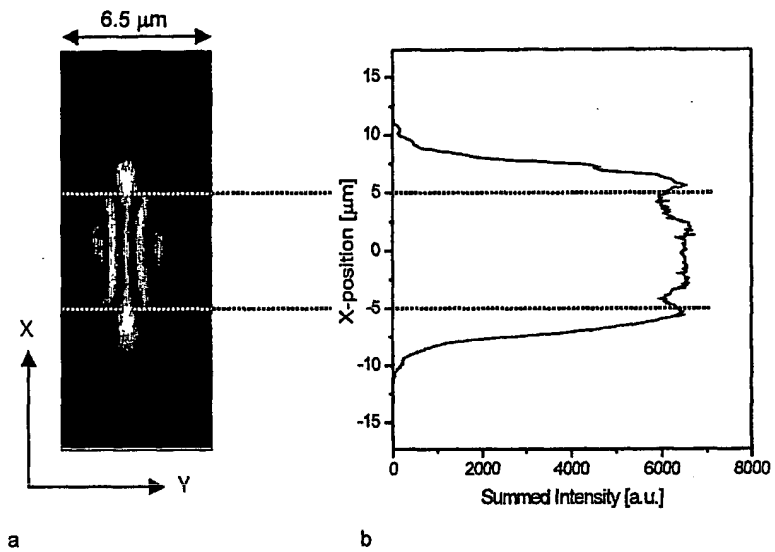 6.5 µm
X
Y
a
15
10
5
0
-5
-10
-15
X-position [µm]
0
2000
4000
6000
8000
Summed Intensity [a.u.]
b